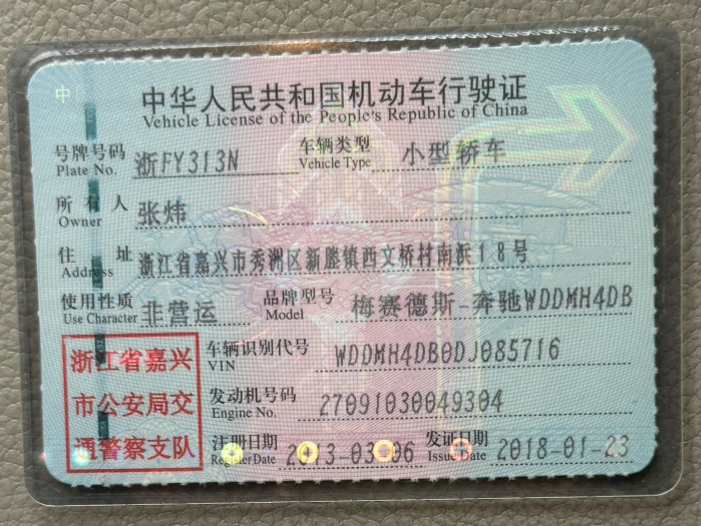 中
中华人民共和国机动车行驶证
Vehicle License of the People's Republic of China
号牌号码 浙FY313N 车辆类型 小型轿车
Plate No. Vehicle Type
所有人 张炜
Owner
住址 浙江省嘉兴市秀洲区新塍镇西文桥村南浜18号
Address
使用性质 非营运 品牌型号 梅赛德斯-奔驰WDDMH4DB
Use Character Model
浙江省嘉兴
市公安局交
通警察支队
车辆识别代号 WDDMH4DB0DJ085716
VIN
发动机号码 27091030049304
Engine No.
注册日期 2013-03-06 发证日期 2018-01-23
Register Date Issue Date